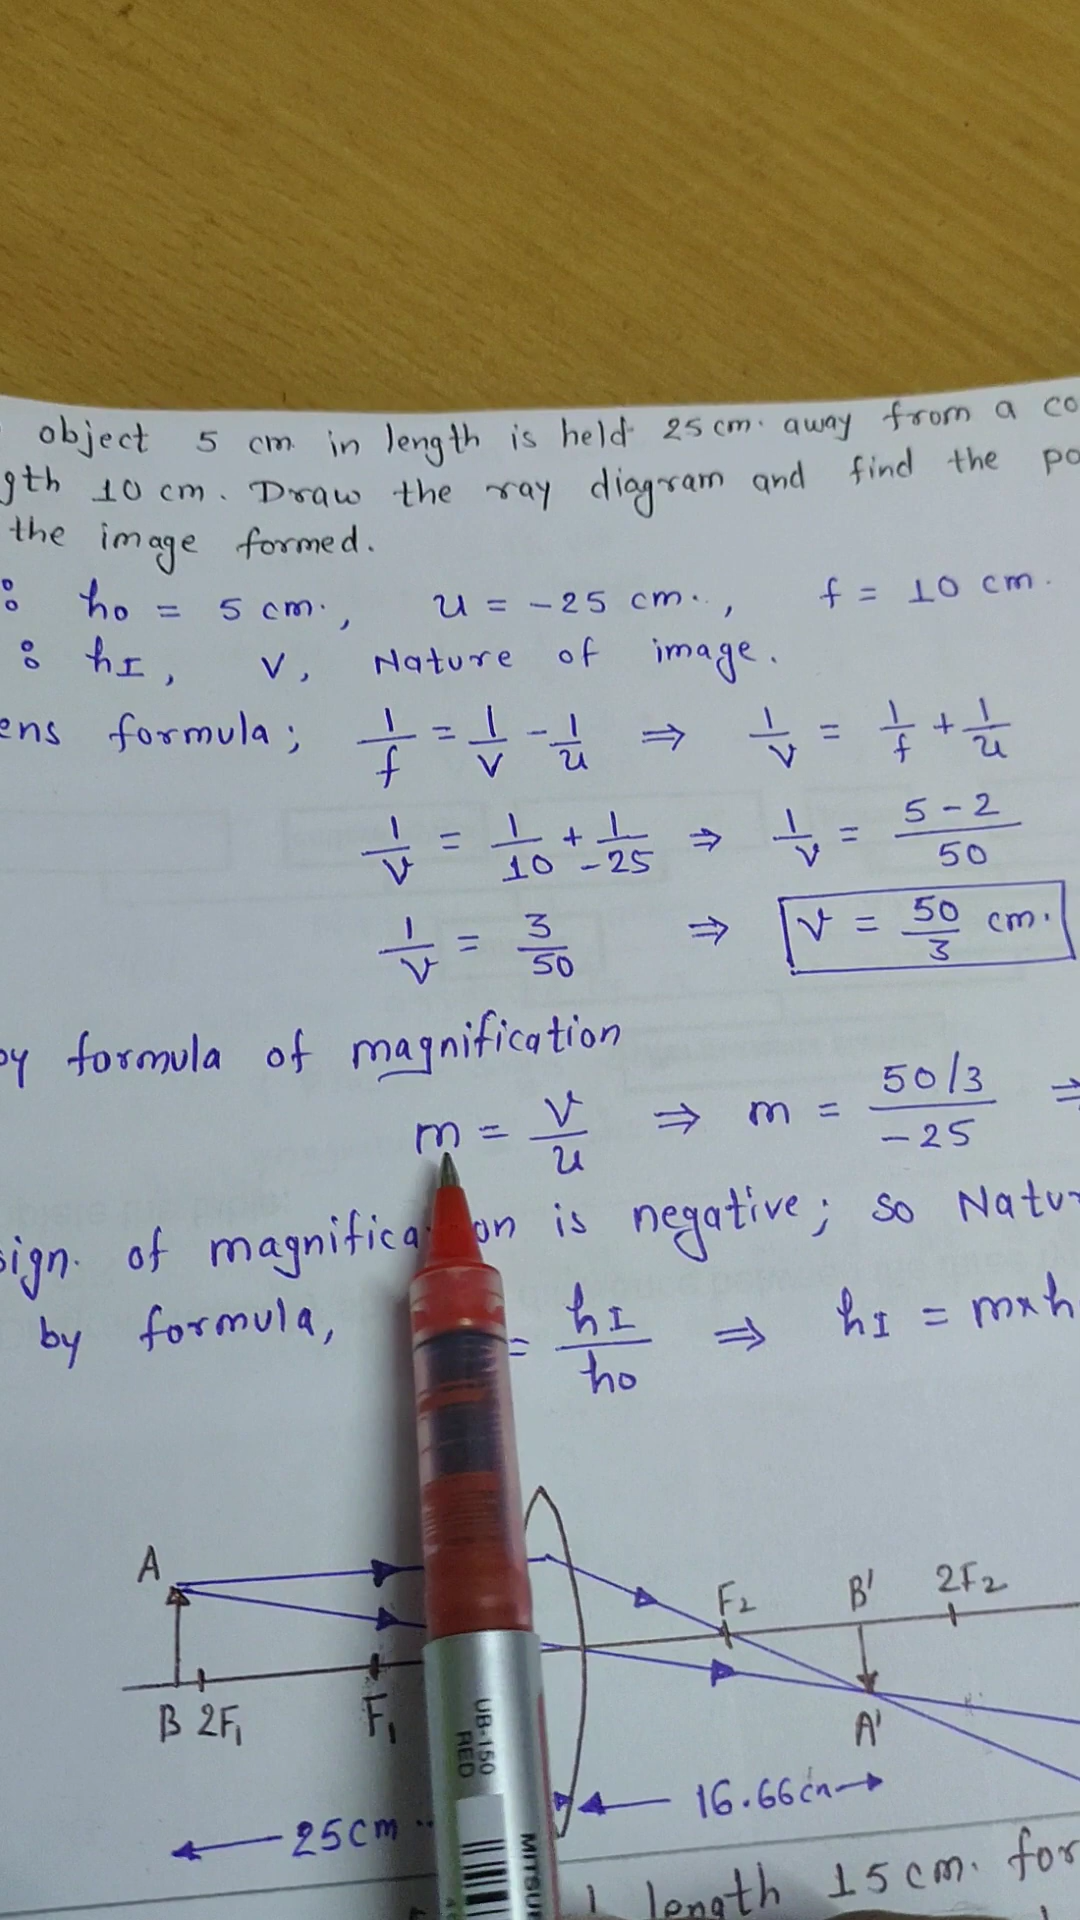 object 5 cm in length is held 25 cm. away from a co
gth 10 cm. Draw the ray diagram and find the po
the image formed.
: ho = 5 cm., u = -25 cm., f = 10 cm.
: hI, v, Nature of image.
ens formula; 1/f = 1/v - 1/u ⇒ 1/v = 1/f + 1/u
1/v = 1/10 + 1/-25 ⇒ 1/v = 5-2/50
1/v = 3/50 ⇒ v = 50/3 cm.
by formula of magnification
m = v/u ⇒ m = 50/3/-25 ⇒
sign. of magnification is negative; so Natu
by formula, = hI/ho ⇒ hI = m×h
A
F2 B' 2F2
B 2F1 F1 A'
16.66cm
25cm
UB-150
RED
MITSU
length 15 cm. for